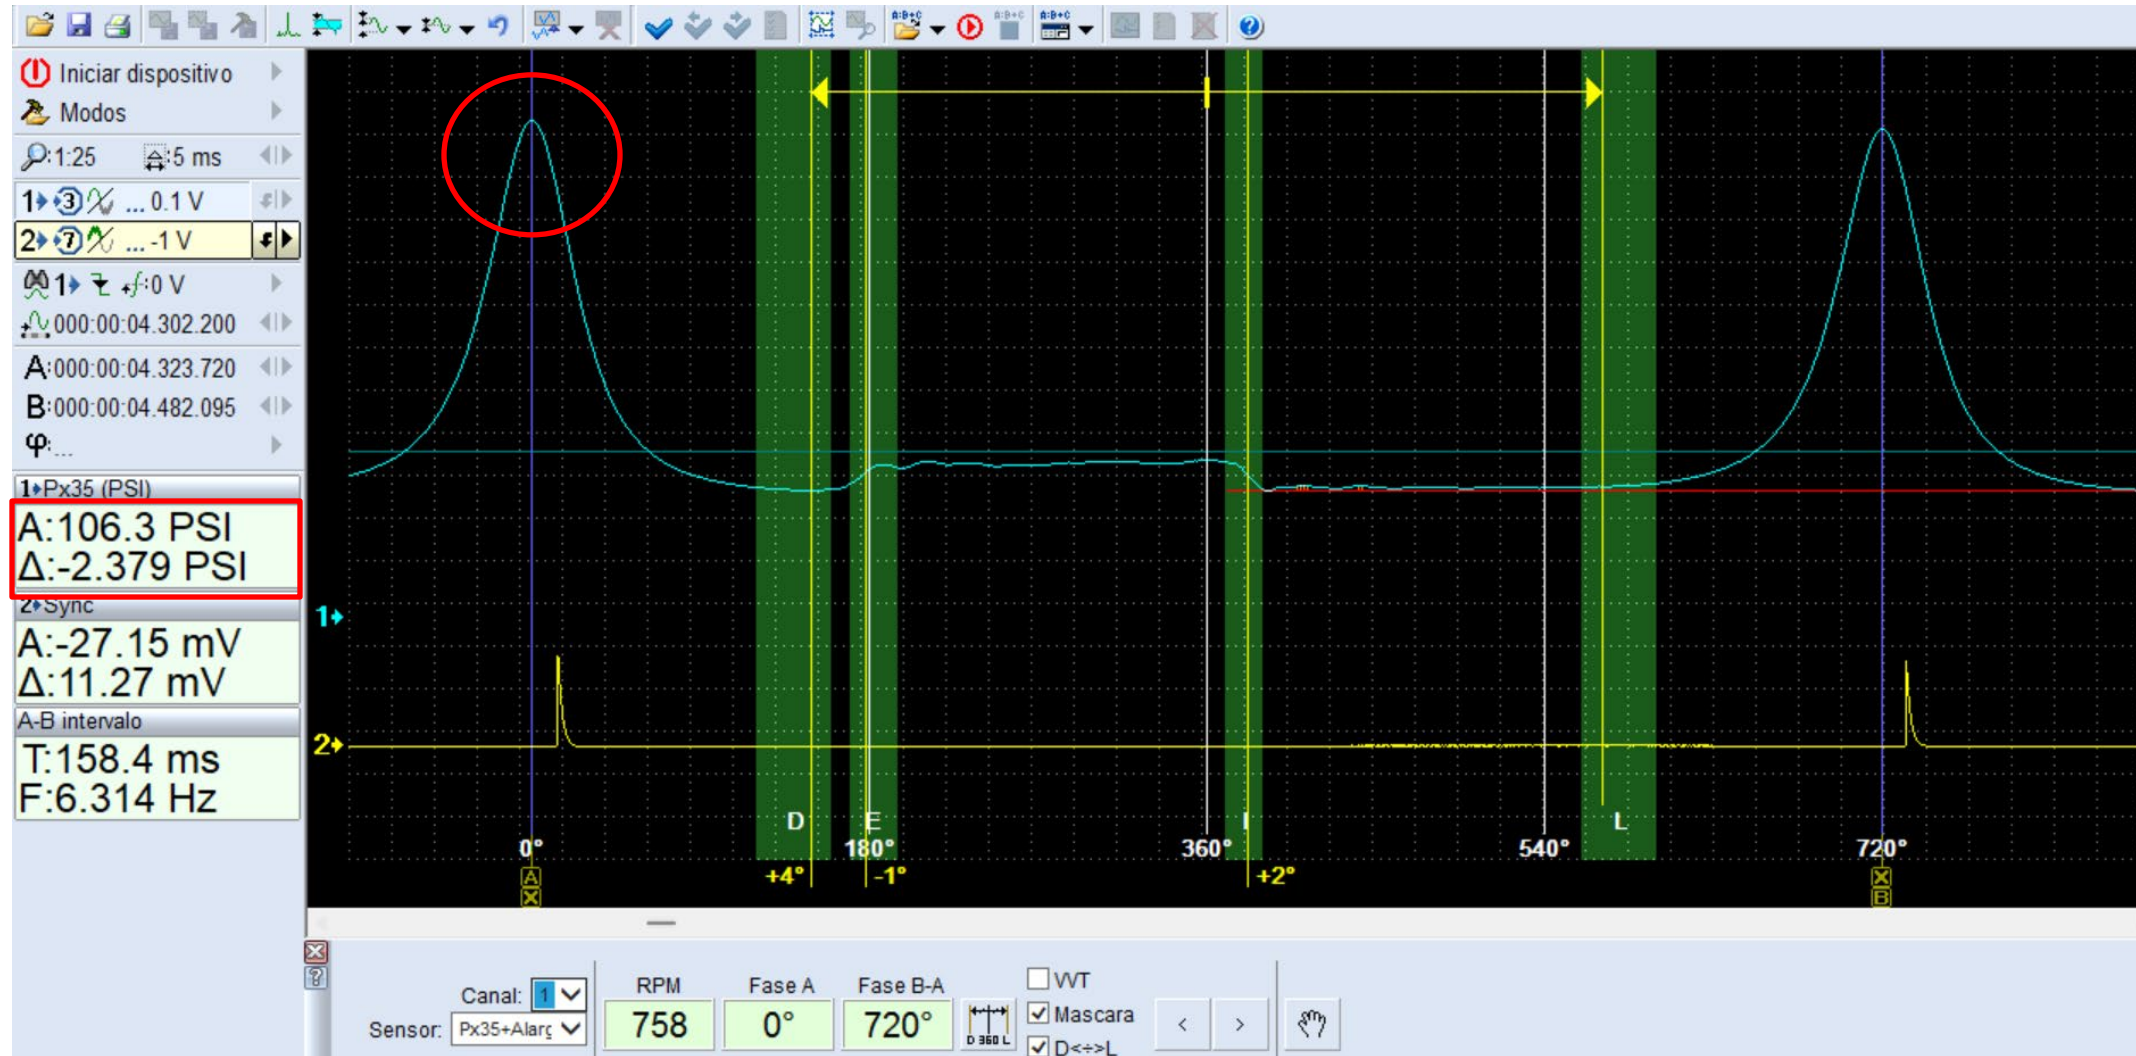 A:B+C A:B+C A:B+C
Iniciar dispositivo
Modos
:1:25 :5 ms
1 3 ... 0.1 V
2 7 ... -1 V
1 :0 V
000:00:04.302.200
A:000:00:04.323.720
B:000:00:04.482.095
φ:...
1 Px35 (PSI)
A:106.3 PSI
Δ:-2.379 PSI
2 Sync
A:-27.15 mV
Δ:11.27 mV
A-B intervalo
T:158.4 ms
F:6.314 Hz
1
2
D E I L
0° 180° 360° 540° 720°
+4° -1° +2°
A X
X B
Canal: 1
Sensor: Px35+Alarg
RPM
758
Fase A
0°
Fase B-A
720°
D 360 L
VVT
Mascara
D<÷>L
< >